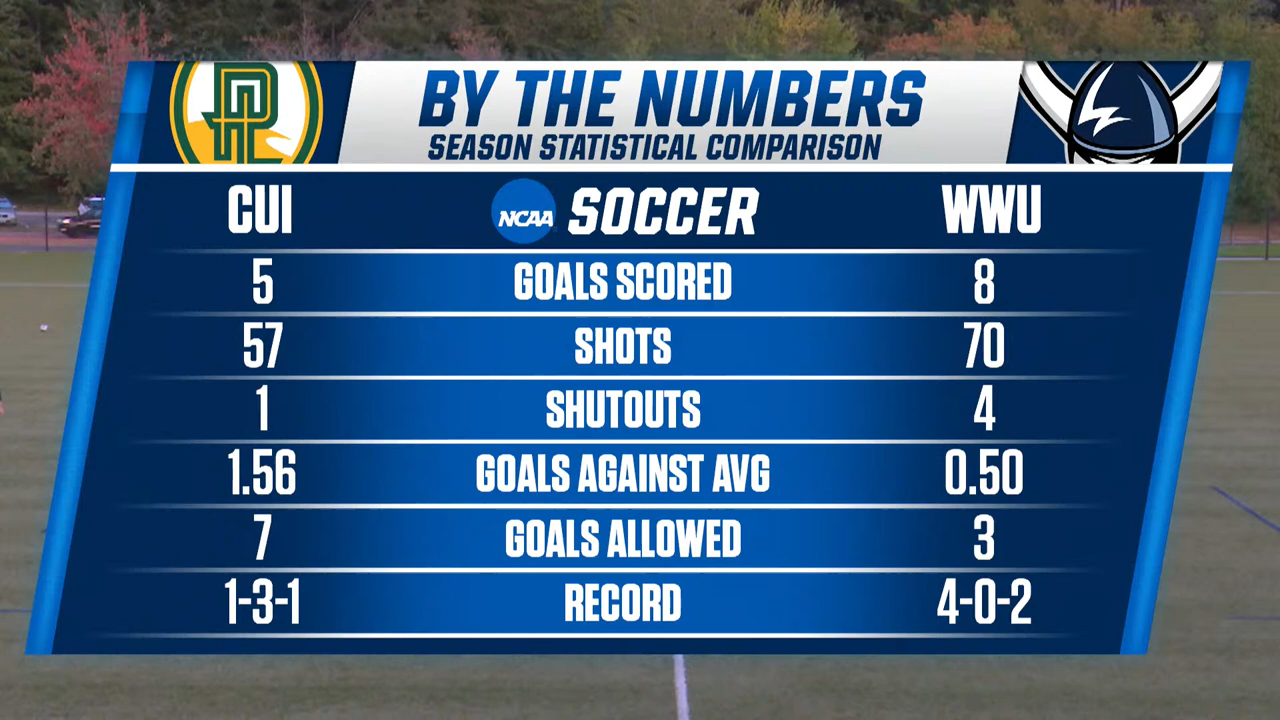 BY THE NUMBERS
SEASON STATISTICAL COMPARISON
CUI NCAA SOCCER WWU
5 GOALS SCORED 8
57 SHOTS 70
1 SHUTOUTS 4
1.56 GOALS AGAINST AVG 0.50
7 GOALS ALLOWED 3
1-3-1 RECORD 4-0-2